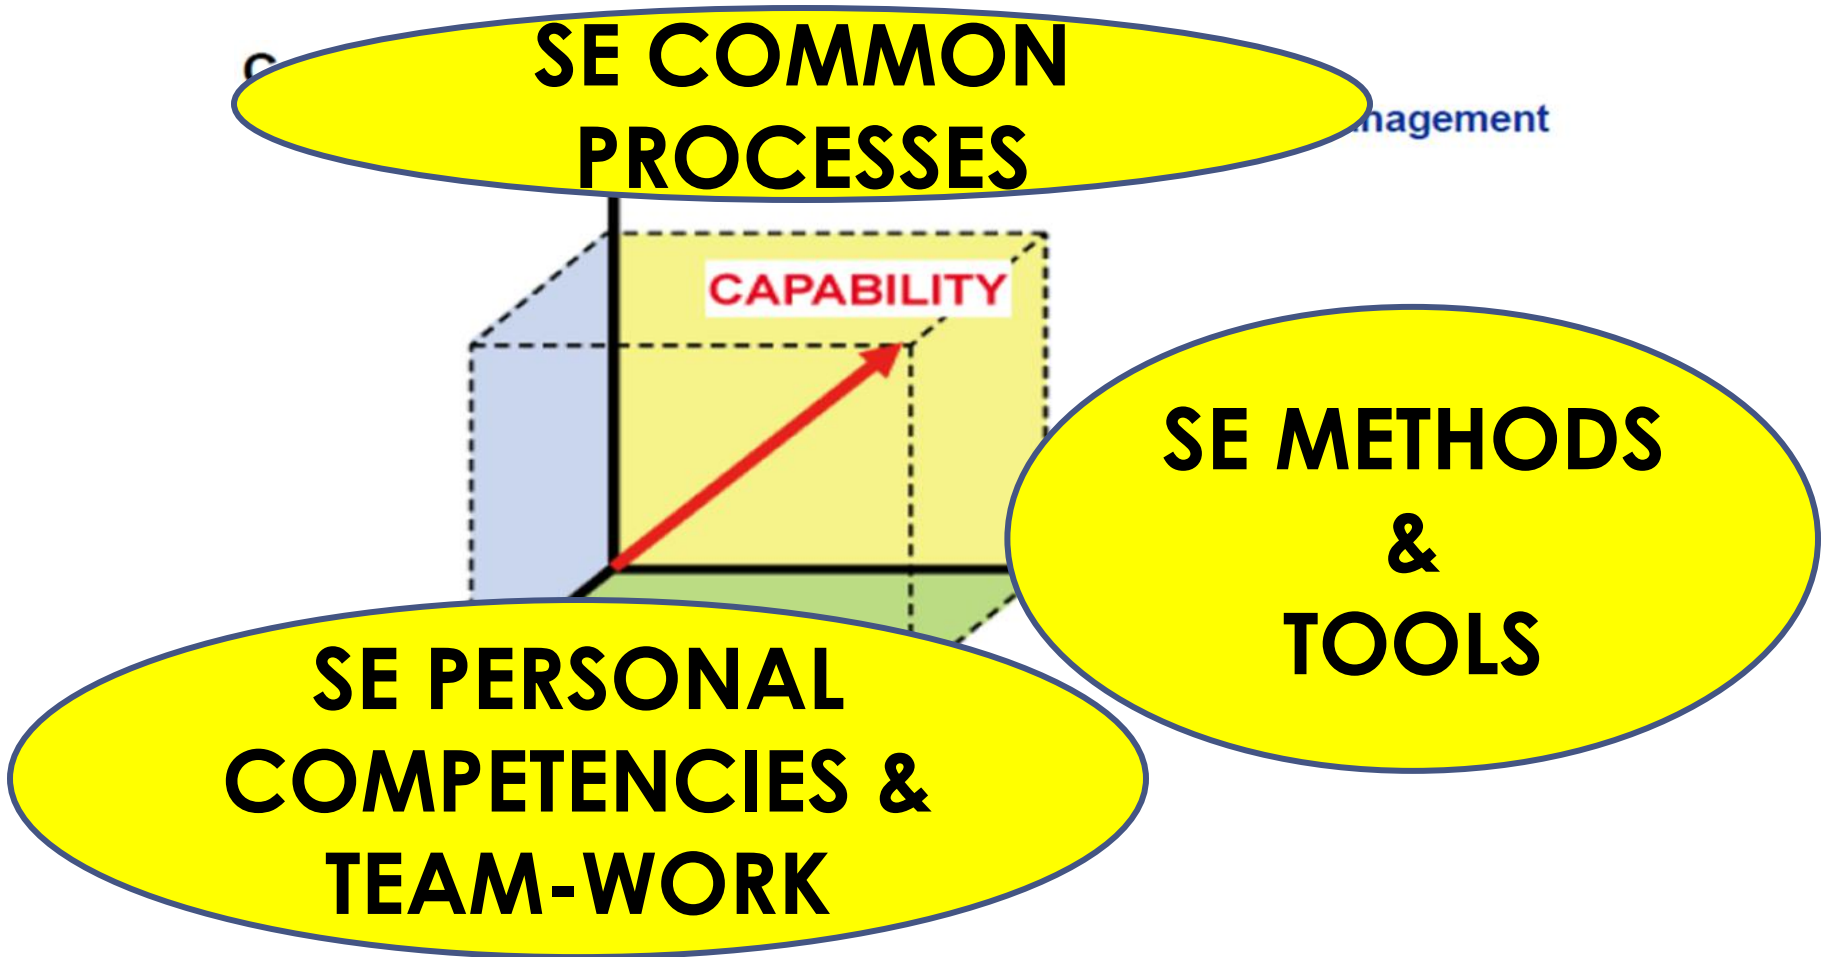 SE COMMON
PROCESSES
CAPABILITY
SE METHODS
&
TOOLS
SE PERSONAL
COMPETENCIES &
TEAM-WORK